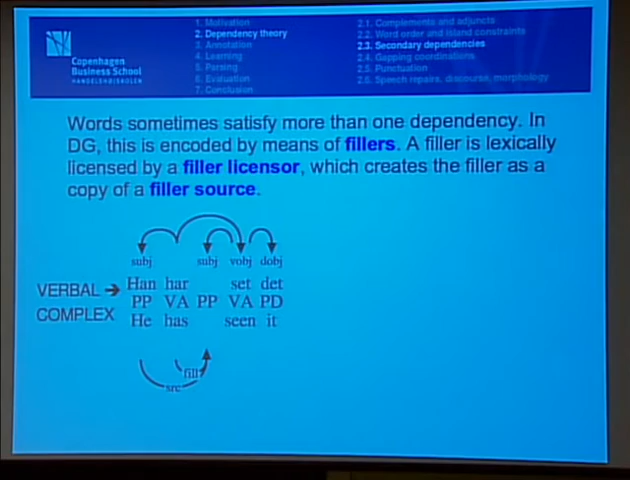 Copenhagen
Business School
HANDELSHØJSKOLEN
1. Motivation
2. Dependency theory
3. Annotation
4. Learning
5. Parsing
6. Evaluation
7. Conclusion
2.1. Complements and adjuncts
2.2. Word order and island constraints
2.3. Secondary dependencies
2.4. Gapping coordinations
2.5. Punctuation
2.6. Speech repairs, discourse, morphology
Words sometimes satisfy more than one dependency. In
DG, this is encoded by means of fillers. A filler is lexically
licensed by a filler licensor, which creates the filler as a
copy of a filler source.
subj subj vobj dobj
VERBAL → Han har set det
PP VA PP VA PD
COMPLEX He has seen it
fill
src